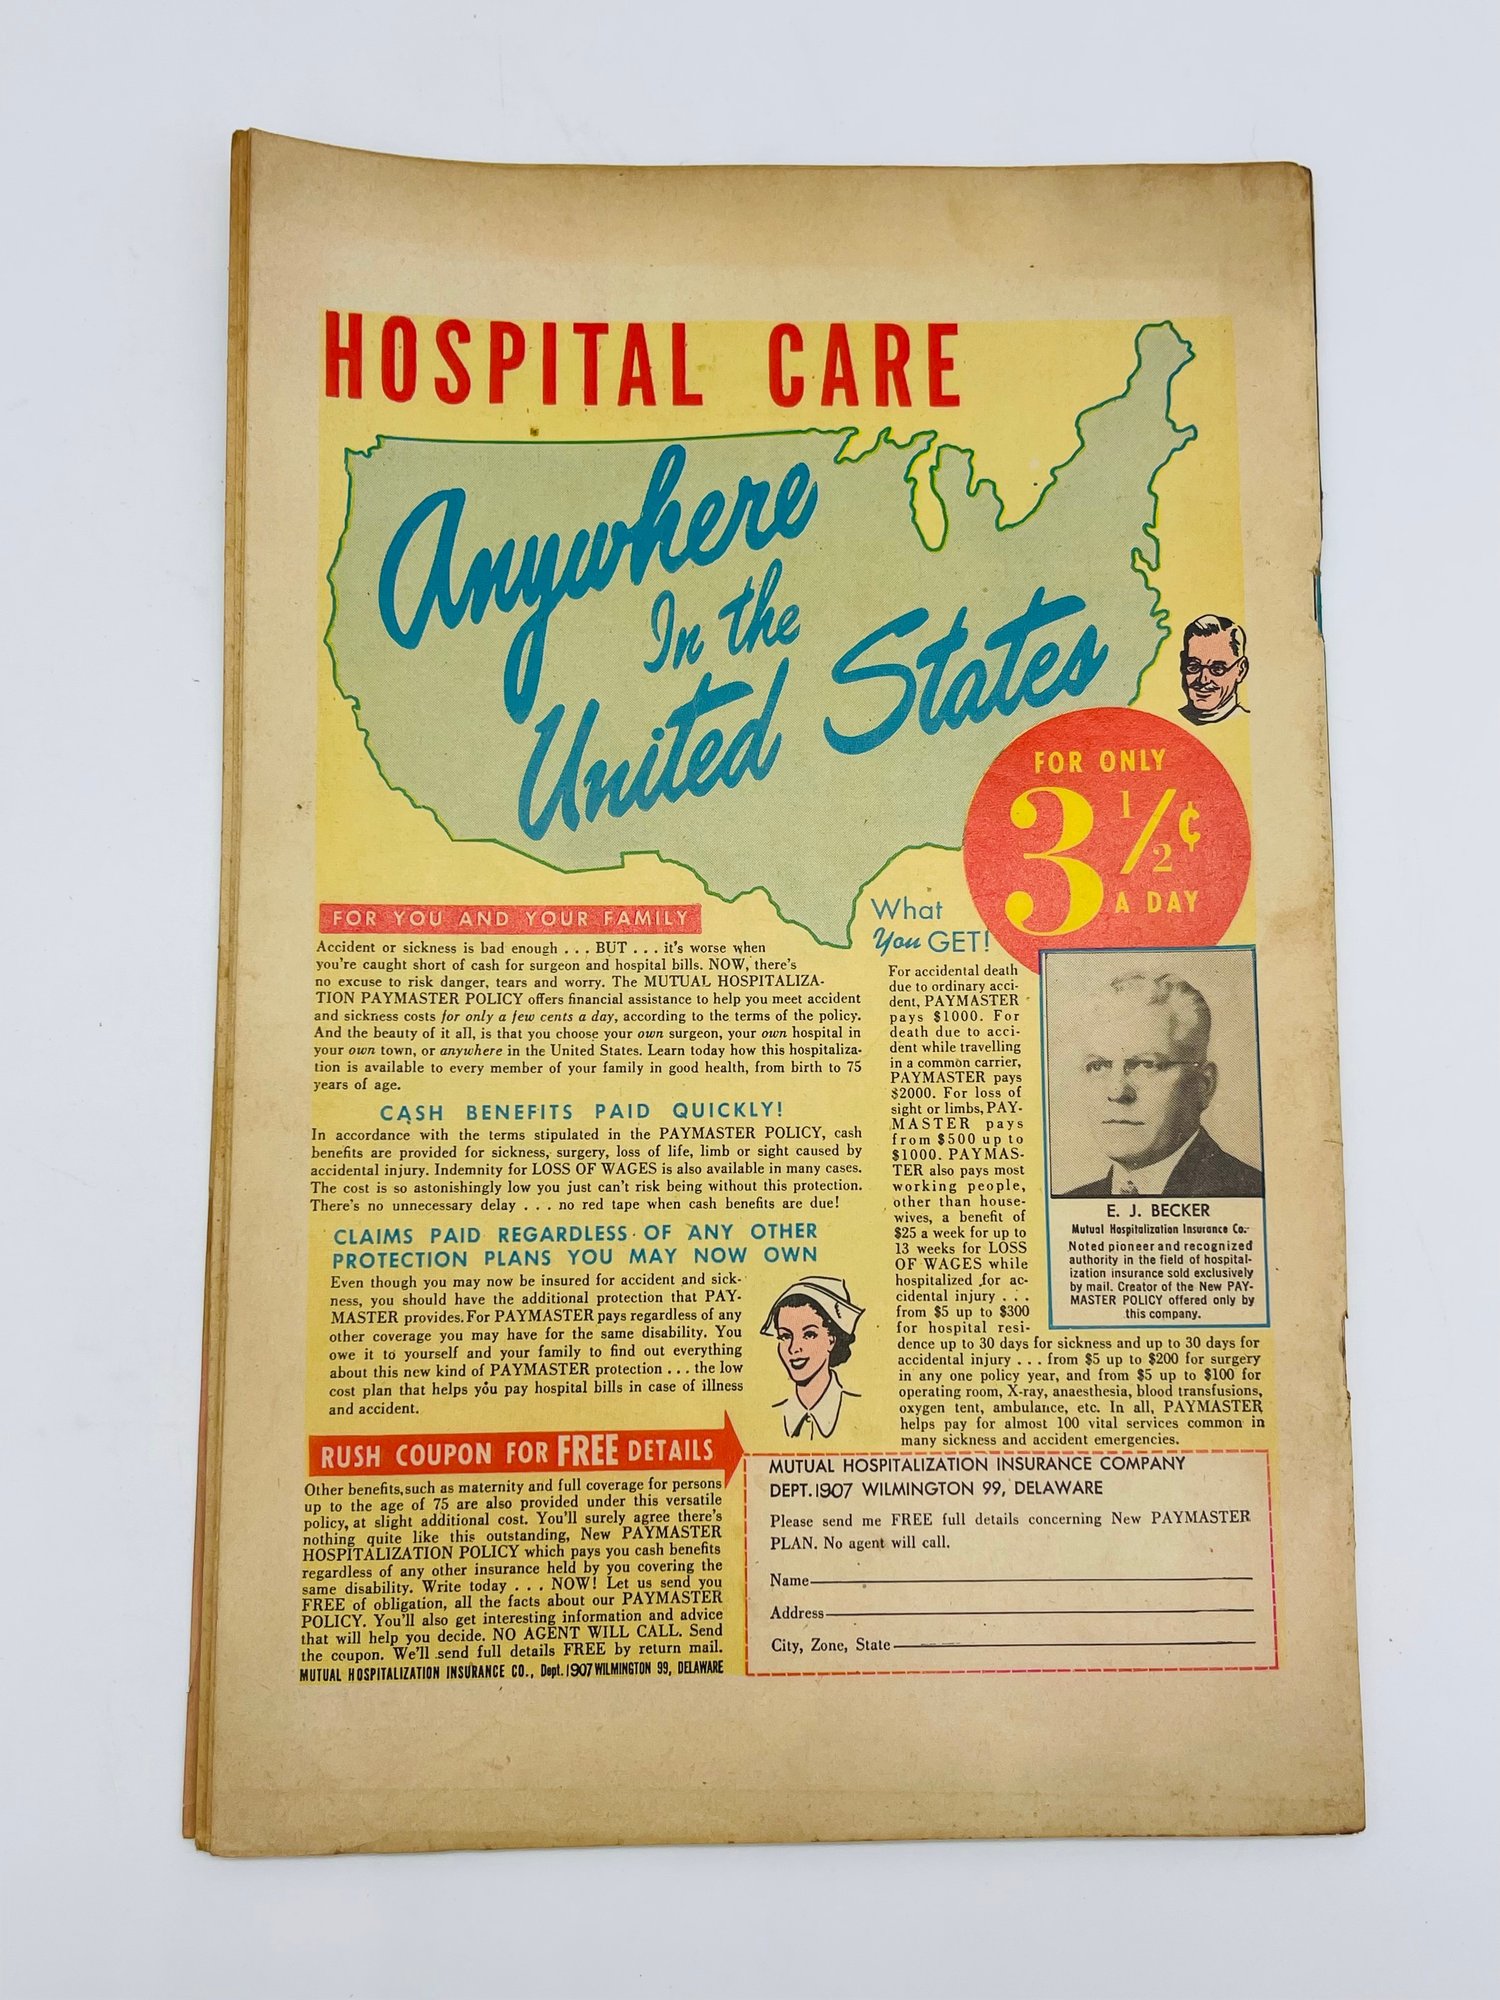 HOSPITAL CARE
Anywhere
In the
United States
FOR ONLY
3 1/2 ¢
A DAY
FOR YOU AND YOUR FAMILY
Accident or sickness is bad enough . . . BUT . . . it's worse when
you're caught short of cash for surgeon and hospital bills. NOW, there's
no excuse to risk danger, tears and worry. The MUTUAL HOSPITALIZA-
TION PAYMASTER POLICY offers financial assistance to help you meet accident
and sickness costs for only a few cents a day, according to the terms of the policy.
And the beauty of it all, is that you choose your own surgeon, your own hospital in
your own town, or anywhere in the United States. Learn today how this hospitaliza-
tion is available to every member of your family in good health, from birth to 75
years of age.
CASH BENEFITS PAID QUICKLY!
In accordance with the terms stipulated in the PAYMASTER POLICY, cash
benefits are provided for sickness, surgery, loss of life, limb or sight caused by
accidental injury. Indemnity for LOSS OF WAGES is also available in many cases.
The cost is so astonishingly low you just can't risk being without this protection.
There's no unnecessary delay . . . no red tape when cash benefits are due!
CLAIMS PAID REGARDLESS OF ANY OTHER
PROTECTION PLANS YOU MAY NOW OWN
Even though you may now be insured for accident and sick-
ness, you should have the additional protection that PAY-
MASTER provides. For PAYMASTER pays regardless of any
other coverage you may have for the same disability. You
owe it to yourself and your family to find out everything
about this new kind of PAYMASTER protection . . . the low
cost plan that helps you pay hospital bills in case of illness
and accident.
What
You GET!
For accidental death
due to ordinary acci-
dent, PAYMASTER
pays $1000. For
death due to acci-
dent while travelling
in a common carrier,
PAYMASTER pays
$2000. For loss of
sight or limbs, PAY-
MASTER pays
from $500 up to
$1000. PAYMAS-
TER also pays most
working people,
other than house-
wives, a benefit of
$25 a week for up to
13 weeks for LOSS
OF WAGES while
hospitalized for ac-
cidental injury . . .
from $5 up to $300
for hospital resi-
dence up to 30 days for sickness and up to 30 days for
accidental injury . . . from $5 up to $200 for surgery
in any one policy year, and from $5 up to $100 for
operating room, X-ray, anaesthesia, blood transfusions,
oxygen tent, ambulance, etc. In all, PAYMASTER
helps pay for almost 100 vital services common in
many sickness and accident emergencies.
E. J. BECKER
Mutual Hospitalization Insurance Co.
Noted pioneer and recognized
authority in the field of hospital-
ization insurance sold exclusively
by mail. Creator of the New PAY-
MASTER POLICY offered only by
this company.
RUSH COUPON FOR FREE DETAILS
Other benefits, such as maternity and full coverage for persons
up to the age of 75 are also provided under this versatile
policy, at slight additional cost. You'll surely agree there's
nothing quite like this outstanding, New PAYMASTER
HOSPITALIZATION POLICY which pays you cash benefits
regardless of any other insurance held by you covering the
same disability. Write today . . . NOW! Let us send you
FREE of obligation, all the facts about our PAYMASTER
POLICY. You'll also get interesting information and advice
that will help you decide. NO AGENT WILL CALL. Send
the coupon. We'll send full details FREE by return mail.
MUTUAL HOSPITALIZATION INSURANCE CO., Dept. 1907 WILMINGTON 99, DELAWARE
MUTUAL HOSPITALIZATION INSURANCE COMPANY
DEPT. 1907 WILMINGTON 99, DELAWARE
Please send me FREE full details concerning New PAYMASTER
PLAN. No agent will call.
Name
Address
City, Zone, State